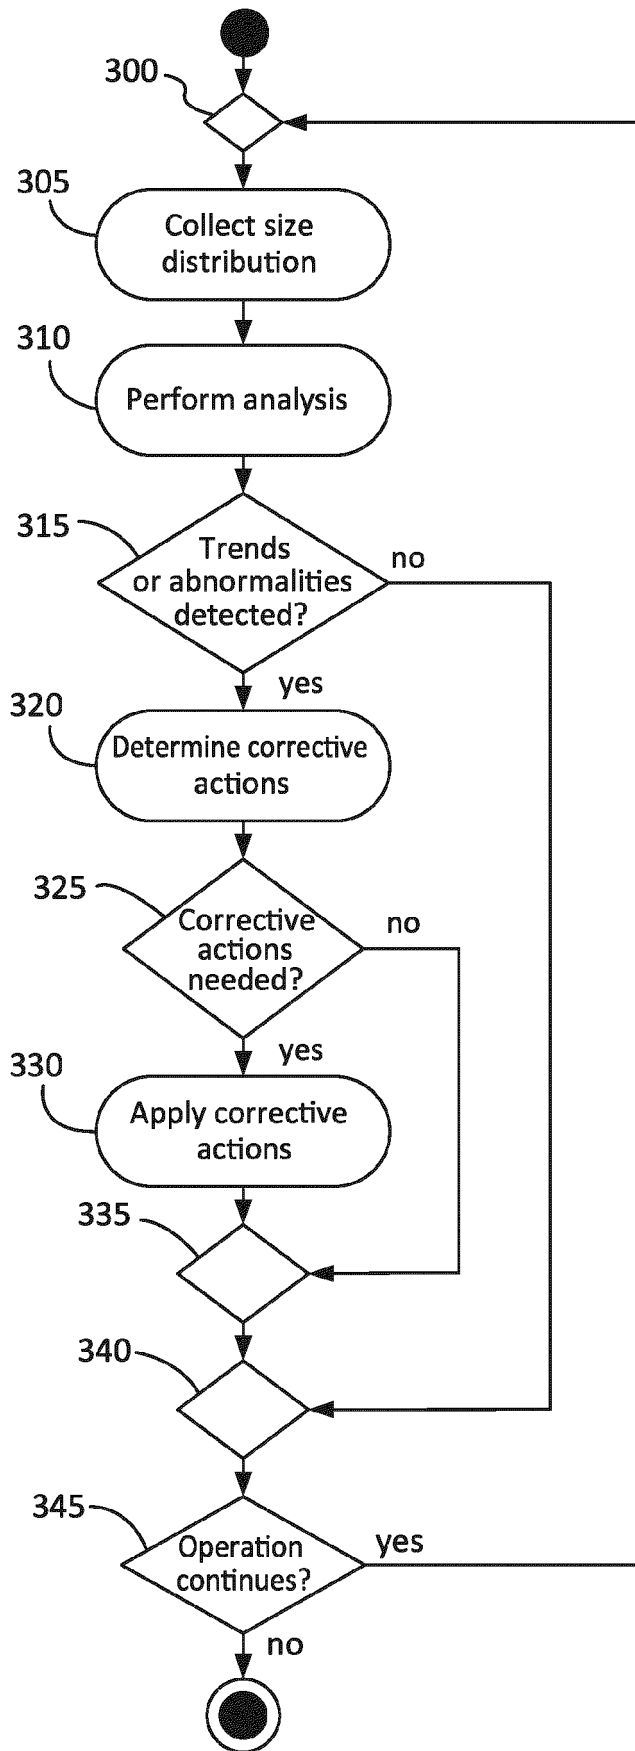 300
305
Collect size
distribution
310
Perform analysis
315
Trends
or abnormalities
detected?
no
yes
320
Determine corrective
actions
325
Corrective
actions
needed?
no
yes
330
Apply corrective
actions
335
340
345
Operation
continues?
yes
no